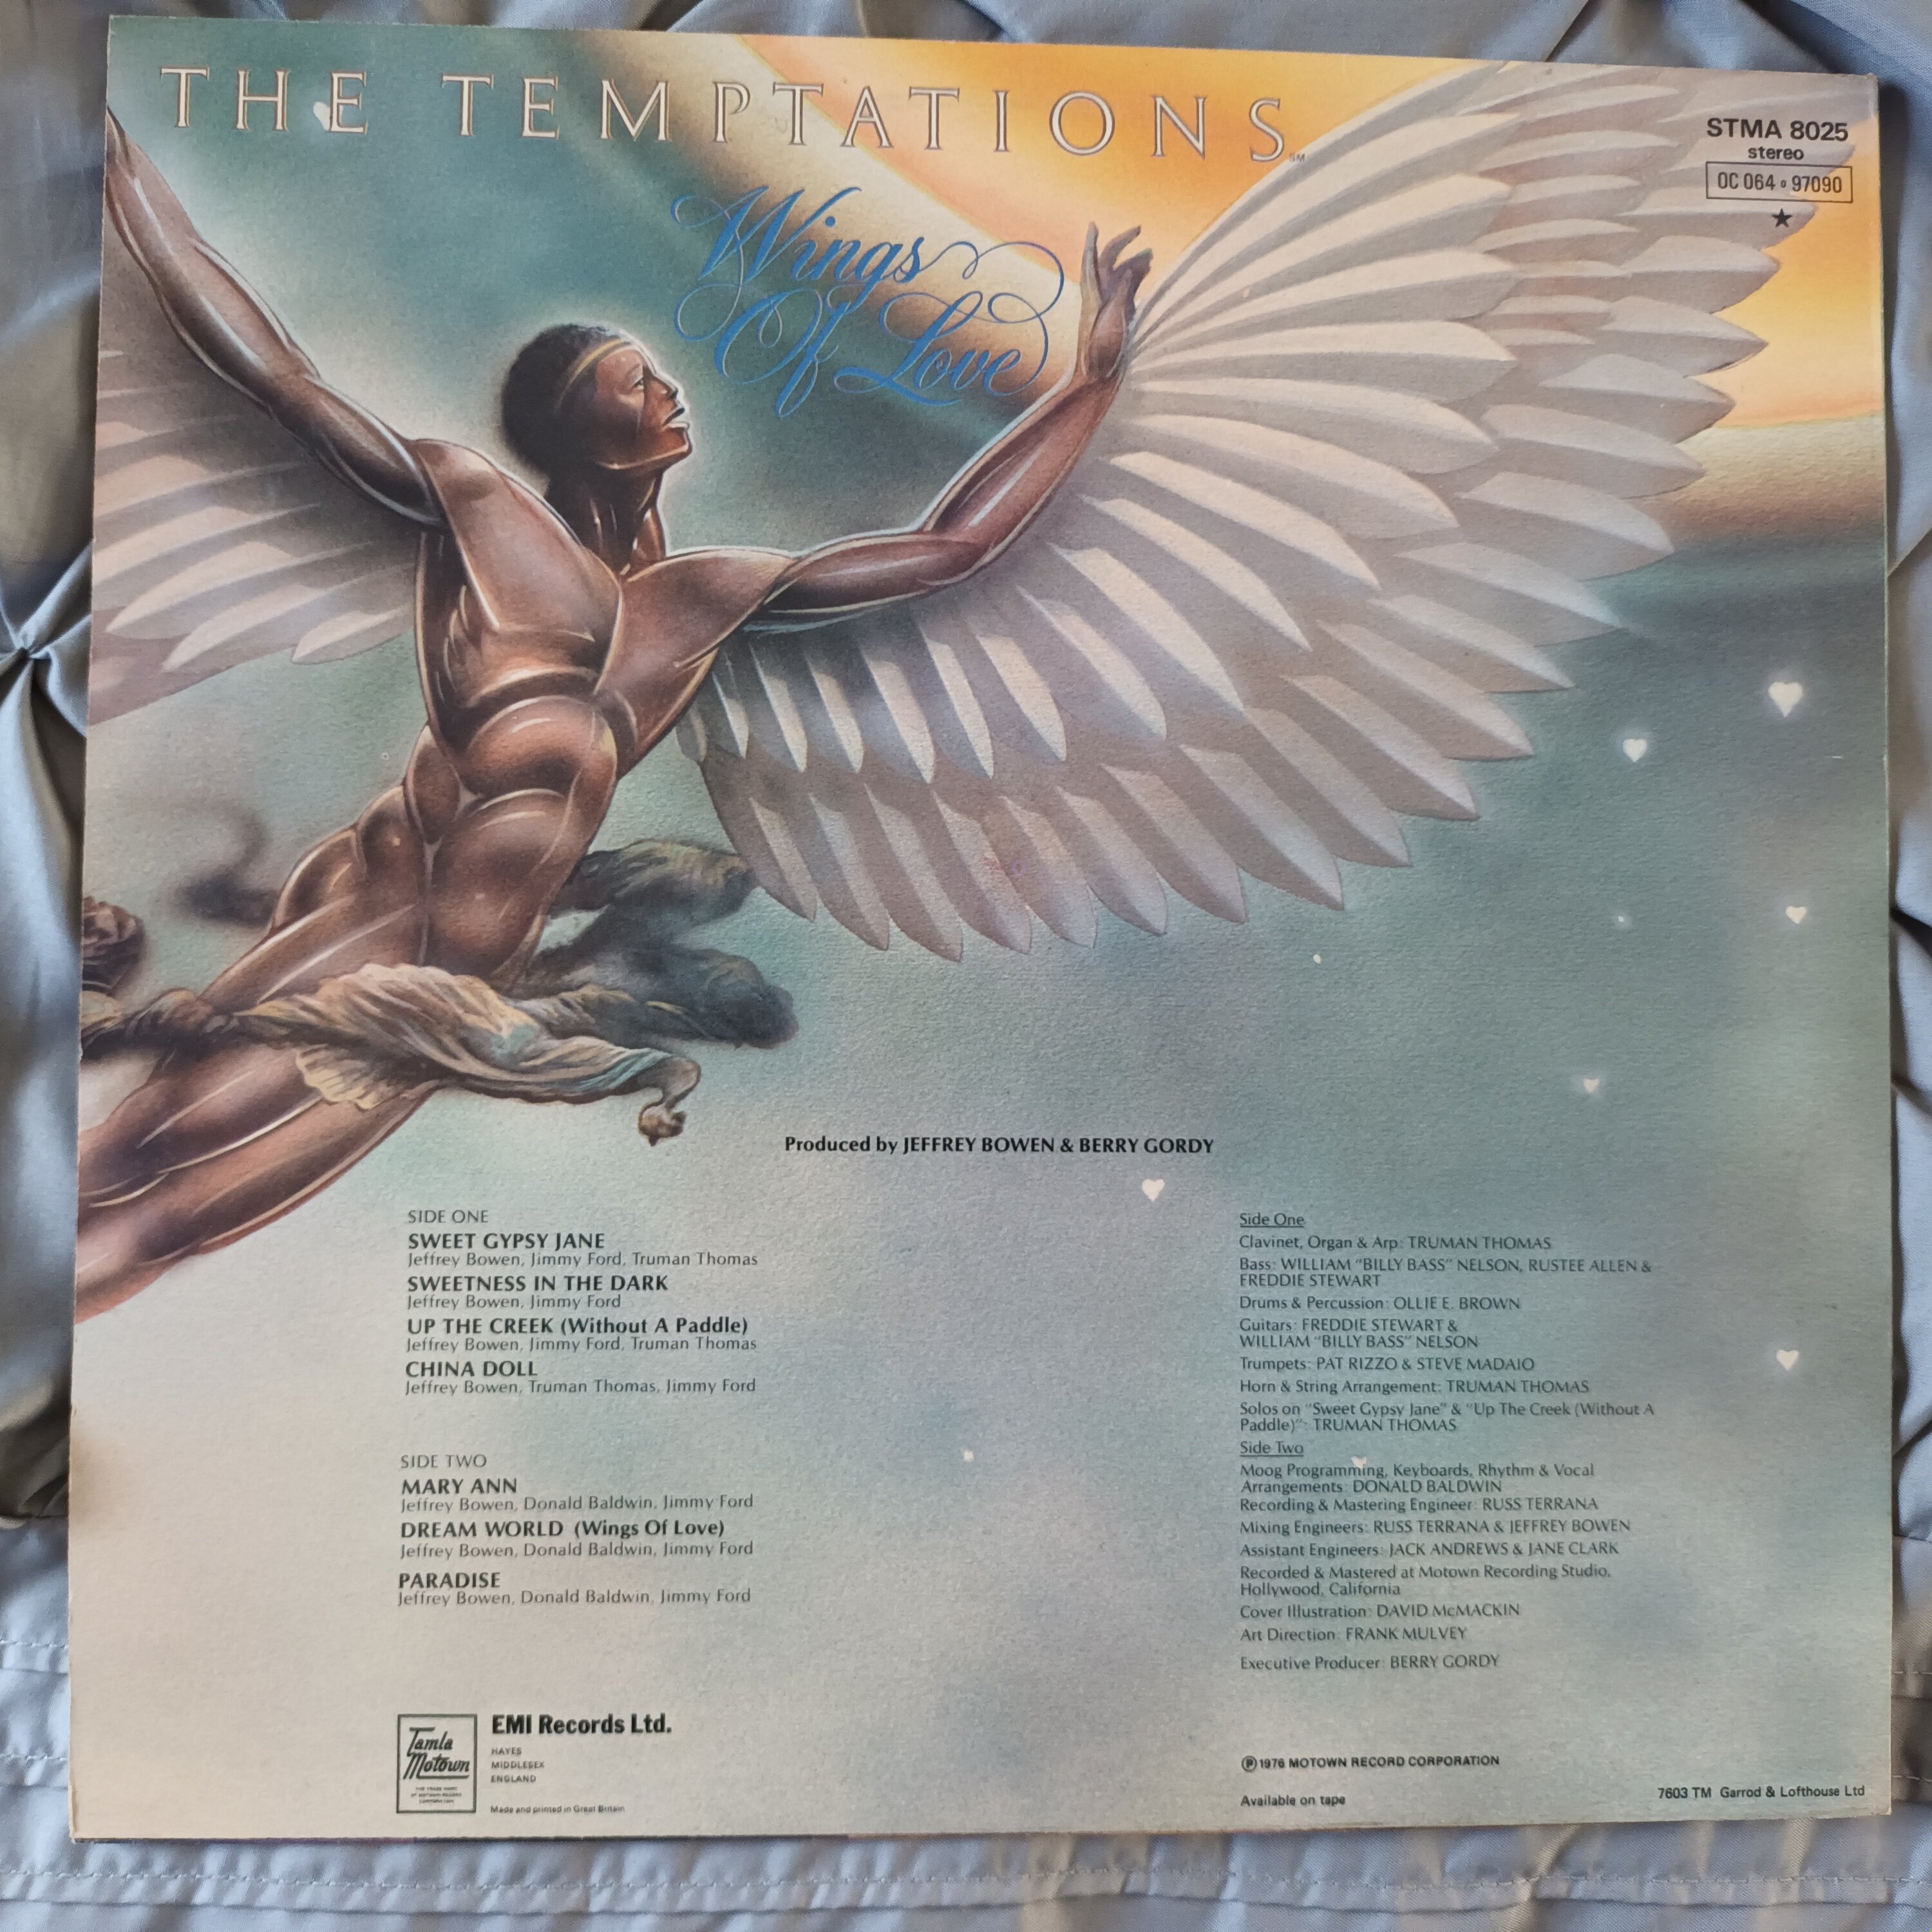 THE TEMPTATIONS
SM
Wings
Of Love
STMA 8025
stereo
OC 064 ∘ 97090
★
Produced by JEFFREY BOWEN & BERRY GORDY
SIDE ONE
SWEET GYPSY JANE
Jeffrey Bowen, Jimmy Ford, Truman Thomas
SWEETNESS IN THE DARK
Jeffrey Bowen, Jimmy Ford
UP THE CREEK (Without A Paddle)
Jeffrey Bowen, Jimmy Ford, Truman Thomas
CHINA DOLL
Jeffrey Bowen, Truman Thomas, Jimmy Ford
SIDE TWO
MARY ANN
Jeffrey Bowen, Donald Baldwin, Jimmy Ford
DREAM WORLD (Wings Of Love)
Jeffrey Bowen, Donald Baldwin, Jimmy Ford
PARADISE
Jeffrey Bowen, Donald Baldwin, Jimmy Ford
Side One
Clavinet, Organ & Arp: TRUMAN THOMAS
Bass: WILLIAM "BILLY BASS" NELSON, RUSTEE ALLEN &
FREDDIE STEWART
Drums & Percussion: OLLIE E. BROWN
Guitars: FREDDIE STEWART &
WILLIAM "BILLY BASS" NELSON
Trumpets: PAT RIZZO & STEVE MADAIO
Horn & String Arrangement: TRUMAN THOMAS
Solos on "Sweet Gypsy Jane" & "Up The Creek (Without A
Paddle)": TRUMAN THOMAS
Side Two
Moog Programming, Keyboards, Rhythm & Vocal
Arrangements: DONALD BALDWIN
Recording & Mastering Engineer: RUSS TERRANA
Mixing Engineers: RUSS TERRANA & JEFFREY BOWEN
Assistant Engineers: JACK ANDREWS & JANE CLARK
Recorded & Mastered at Motown Recording Studio,
Hollywood, California
Cover Illustration: DAVID McMACKIN
Art Direction: FRANK MULVEY
Executive Producer: BERRY GORDY
Tamla
Motown
EMI Records Ltd.
HAYES
MIDDLESEX
ENGLAND
Made and printed in Great Britain
℗ 1976 MOTOWN RECORD CORPORATION
Available on tape
7603 TM Garrod & Lofthouse Ltd